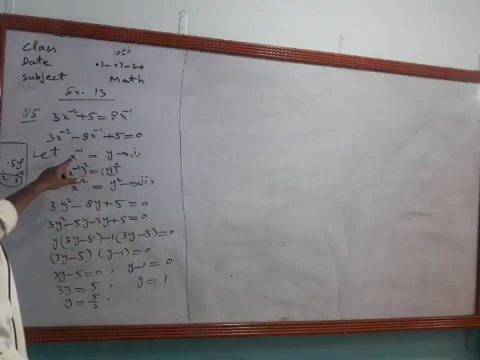 Class 10th
Date 01-07-20
Subject Math
Ex. 1.3
Q5 3x⁻²+5=8x⁻¹
3x⁻²-8x⁻¹+5=0
Let x⁻¹ = y →i
x⁻¹)²=(y)²
x⁻² = y² →ii
3y²-8y+5=0
3y²-5y-3y+5=0
y(3y-5)-1(3y-5)=0
(3y-5) (y-1)=0
3y-5=0 ; y-1=0
3y=5 ; y=1
y=5/3 ;
15y²